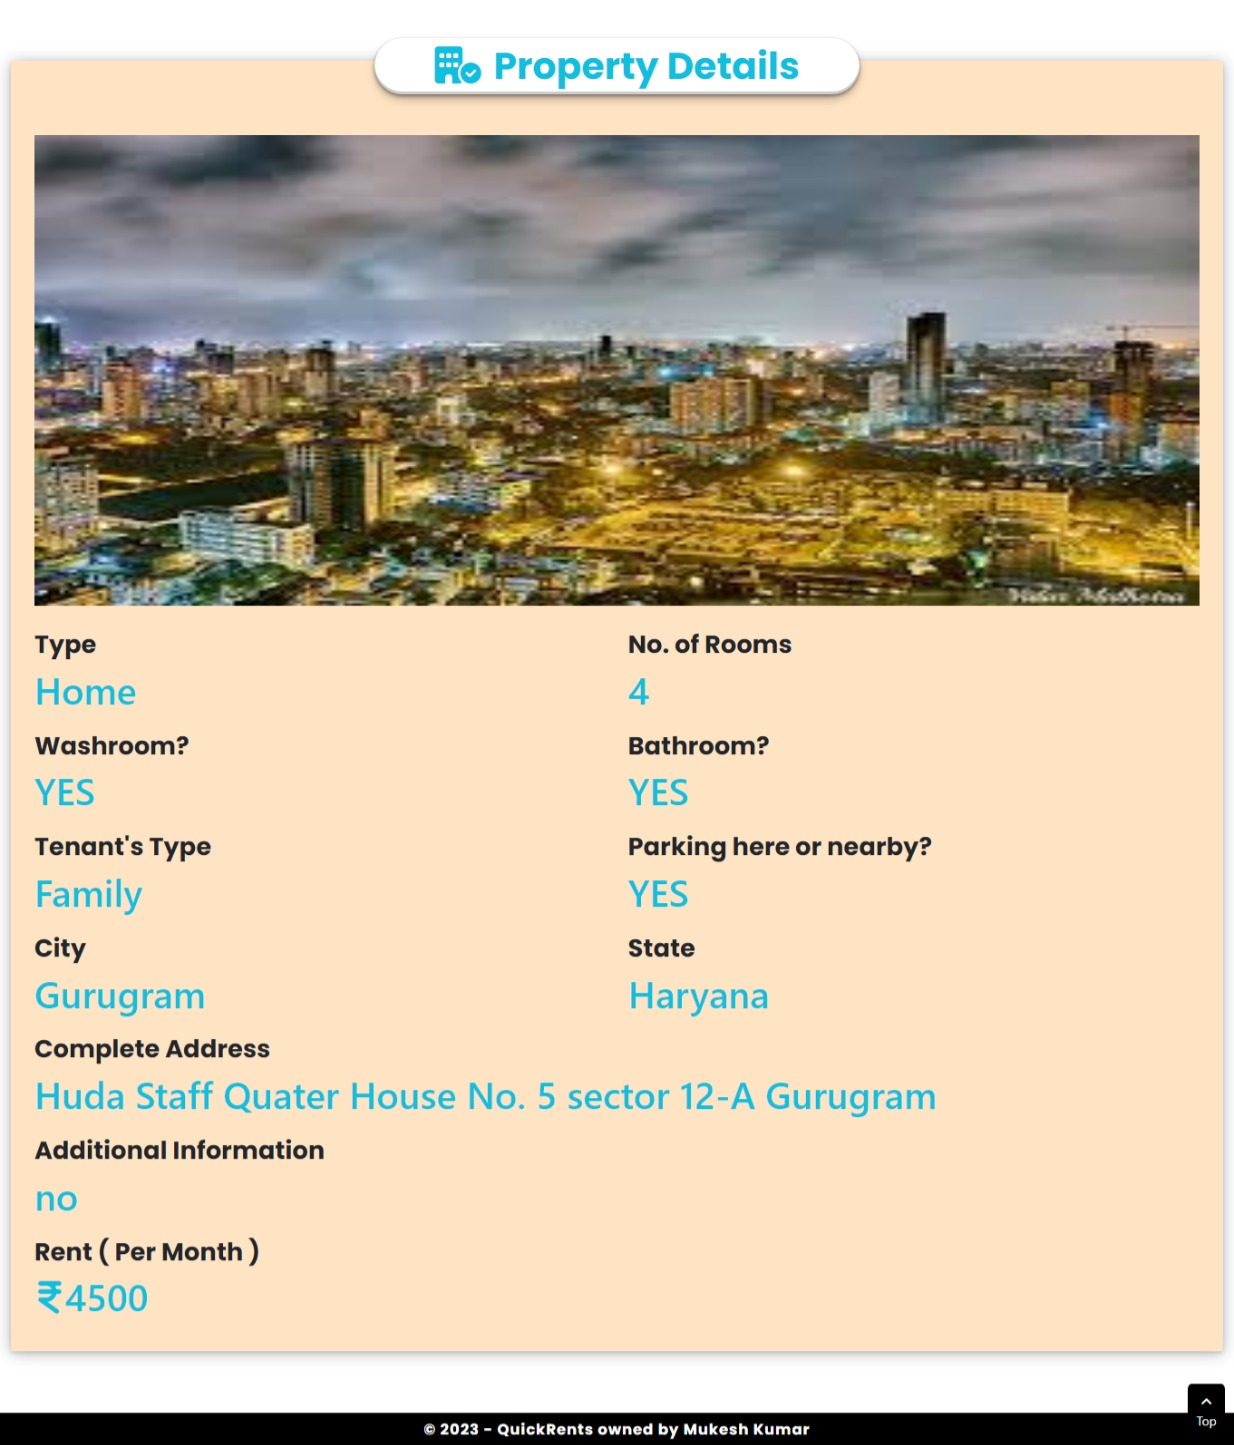 Property Details
Type
Home
No. of Rooms
4
Washroom?
YES
Bathroom?
YES
Tenant's Type
Family
Parking here or nearby?
YES
City
Gurugram
State
Haryana
Complete Address
Huda Staff Quater House No. 5 sector 12-A Gurugram
Additional Information
no
Rent ( Per Month )
₹4500
Top
© 2023 - QuickRents owned by Mukesh Kumar